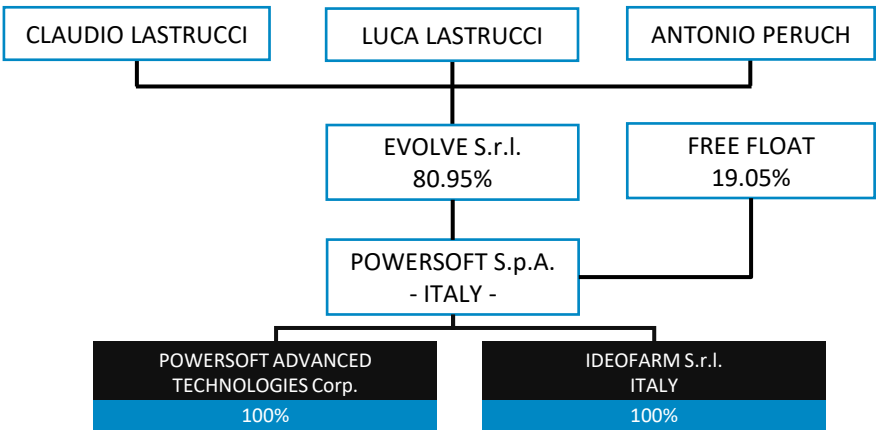 CLAUDIO LASTRUCCI
LUCA LASTRUCCI
ANTONIO PERUCH
EVOLVE S.r.l.
80.95%
FREE FLOAT
19.05%
POWERSOFT S.p.A.
- ITALY -
POWERSOFT ADVANCED
TECHNOLOGIES Corp.
100%
IDEOFARM S.r.l.
ITALY
100%